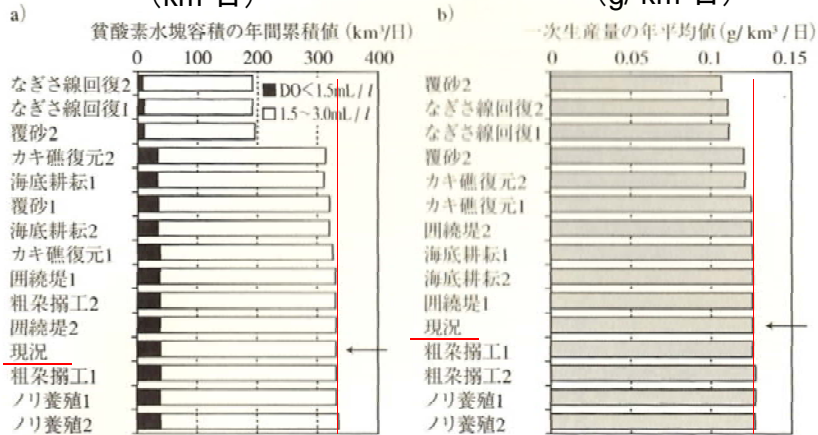 (km³日)
(g/ km³ 日)
a)
貧酸素水塊容積の年間累積値(km³/日)
0 100 200 300 400
なぎさ線回復2
なぎさ線回復1
覆砂2
カキ礁復元2
海底耕耘1
覆砂1
海底耕耘2
カキ礁復元1
囲繞堤1
粗朶搦工2
囲繞堤2
現況
粗朶搦工1
ノリ養殖1
ノリ養殖2
DO<1.5mL/l
1.5~3.0mL/l
b)
一次生産量の年平均値(g/km³/日)
0 0.05 0.1 0.15
覆砂2
なぎさ線回復2
なぎさ線回復1
覆砂2
カキ礁復元2
カキ礁復元1
囲繞堤2
海底耕耘1
海底耕耘2
囲繞堤1
現況
粗朶搦工1
粗朶搦工2
ノリ養殖1
ノリ養殖2